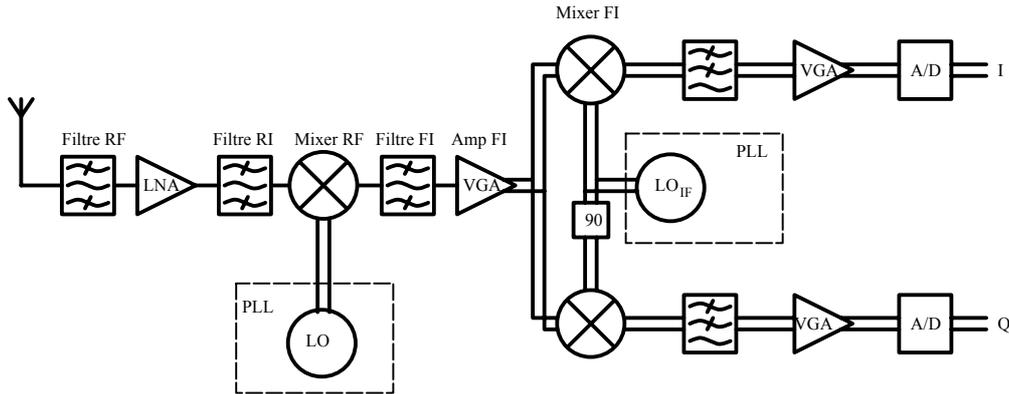 Mixer FI
VGA
A/D
I
Filtre RF
Filtre RI
Mixer RF
Filtre FI
Amp FI
PLL
LNA
VGA
LO_IF
90
PLL
LO
VGA
A/D
Q